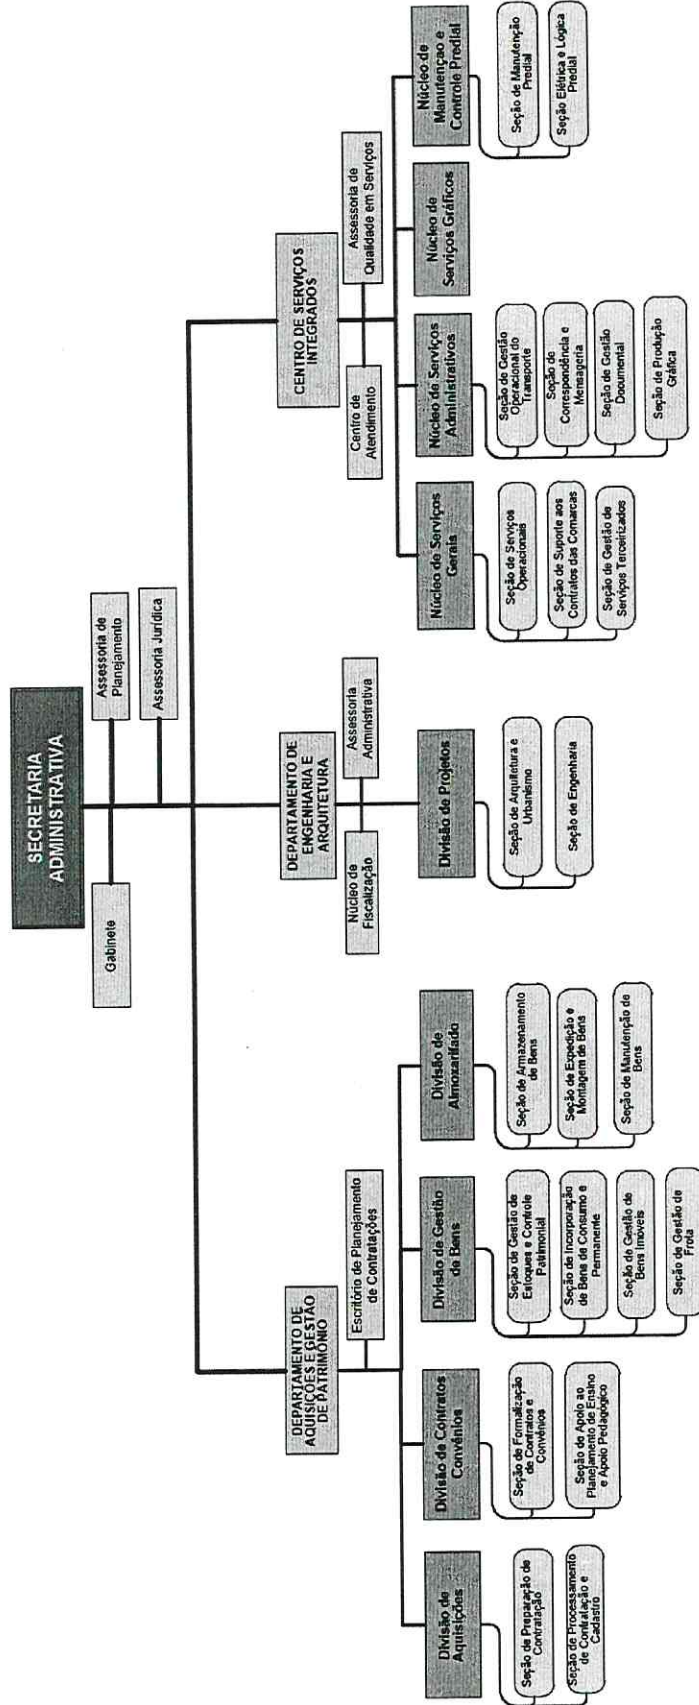 SECRETARIA
ADMINISTRATIVA
Gabinete
Assessoria de
Planejamento
Assessoria Jurídica
DEPARTAMENTO DE
AQUISIÇÕES E GESTÃO
DE PATRIMÔNIO
Escritório de Planejamento
de Contratações
Divisão de
Aquisições
Seção de Preparação de
Contratação
Seção de Processamento
de Contratação e
Cadastro
Divisão de Contratos
Convênios
Seção de Formalização
de Contratos e
Convênios
Seção de Apoio ao
Planejamento de Ensino
e Apoio Pedagógico
Divisão de Gestão
de Bens
Seção de Gestão de
Estoques e Controle
Patrimonial
Seção de Incorporação
de Bens de Consumo e
Permanente
Seção de Gestão de
Bens Imóveis
Seção de Gestão de
Frota
Divisão de
Almoxarifado
Seção de Armazenamento
de Bens
Seção de Expedição e
Montagem de Bens
Seção de Manutenção de
Bens
DEPARTAMENTO DE
ENGENHARIA E
ARQUITETURA
Núcleo de
Fiscalização
Assessoria
Administrativa
Divisão de Projetos
Seção de Arquitetura e
Urbanismo
Seção de Engenharia
CENTRO DE SERVIÇOS
INTEGRADOS
Centro de
Atendimento
Assessoria de
Qualidade em Serviços
Núcleo de Serviços
Gerais
Seção de Serviços
Operacionais
Seção de Suporte aos
Contratos das Comarcas
Seção de Gestão de
Serviços Terceirizados
Núcleo de Serviços
Administrativos
Seção de Gestão
Operacional do
Transporte
Seção de
Correspondência e
Mensageria
Seção de Gestão
Documental
Seção de Produção
Gráfica
Núcleo de
Serviços Gráficos
Núcleo de
Manutenção e
Controle Predial
Seção de Manutenção
Predial
Seção Elétrica e Lógica
Predial